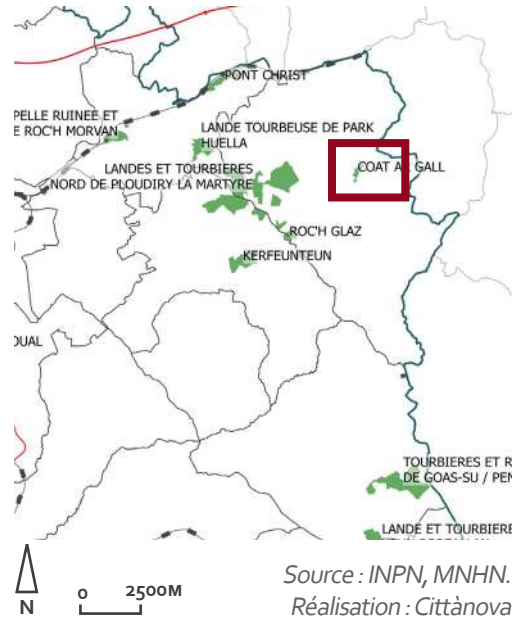 PONT CHRIST
PELLE RUINEE ET
E ROC'H MORVAN
LANDE TOURBEUSE DE PARK
HUELLA
LANDES ET TOURBIERES
NORD DE PLOUDIRY LA MARTYRE
COAT AR GALL
ROC'H GLAZ
KERFEUNTEUN
OUAL
TOURBIERES ET R
DE GOAS-SU / PEN
LANDE ET TOURBIERE
N
0 2500M
Source : INPN, MNHN.
Réalisation : Cittànova